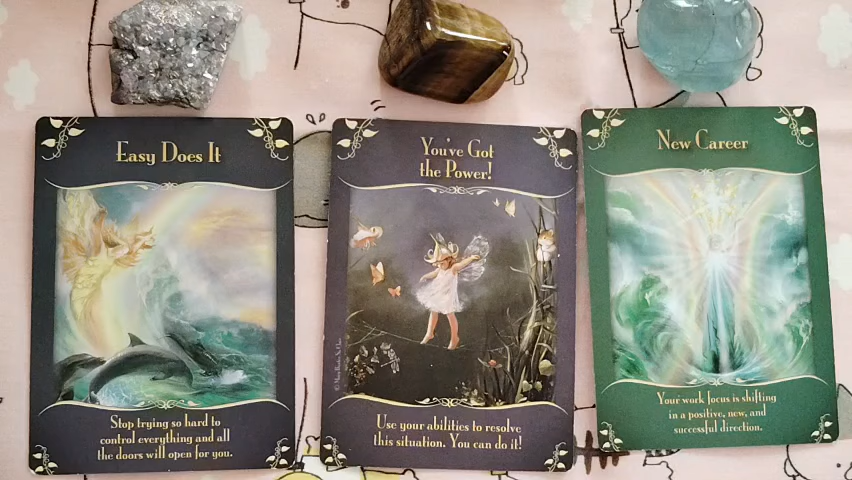 Easy Does It
Stop trying so hard to
control everything and all
the doors will open for you.
You've Got
the Power!
Use your abilities to resolve
this situation. You can do it!
New Career
Your work focus is shifting
in a positive, new, and
successful direction.